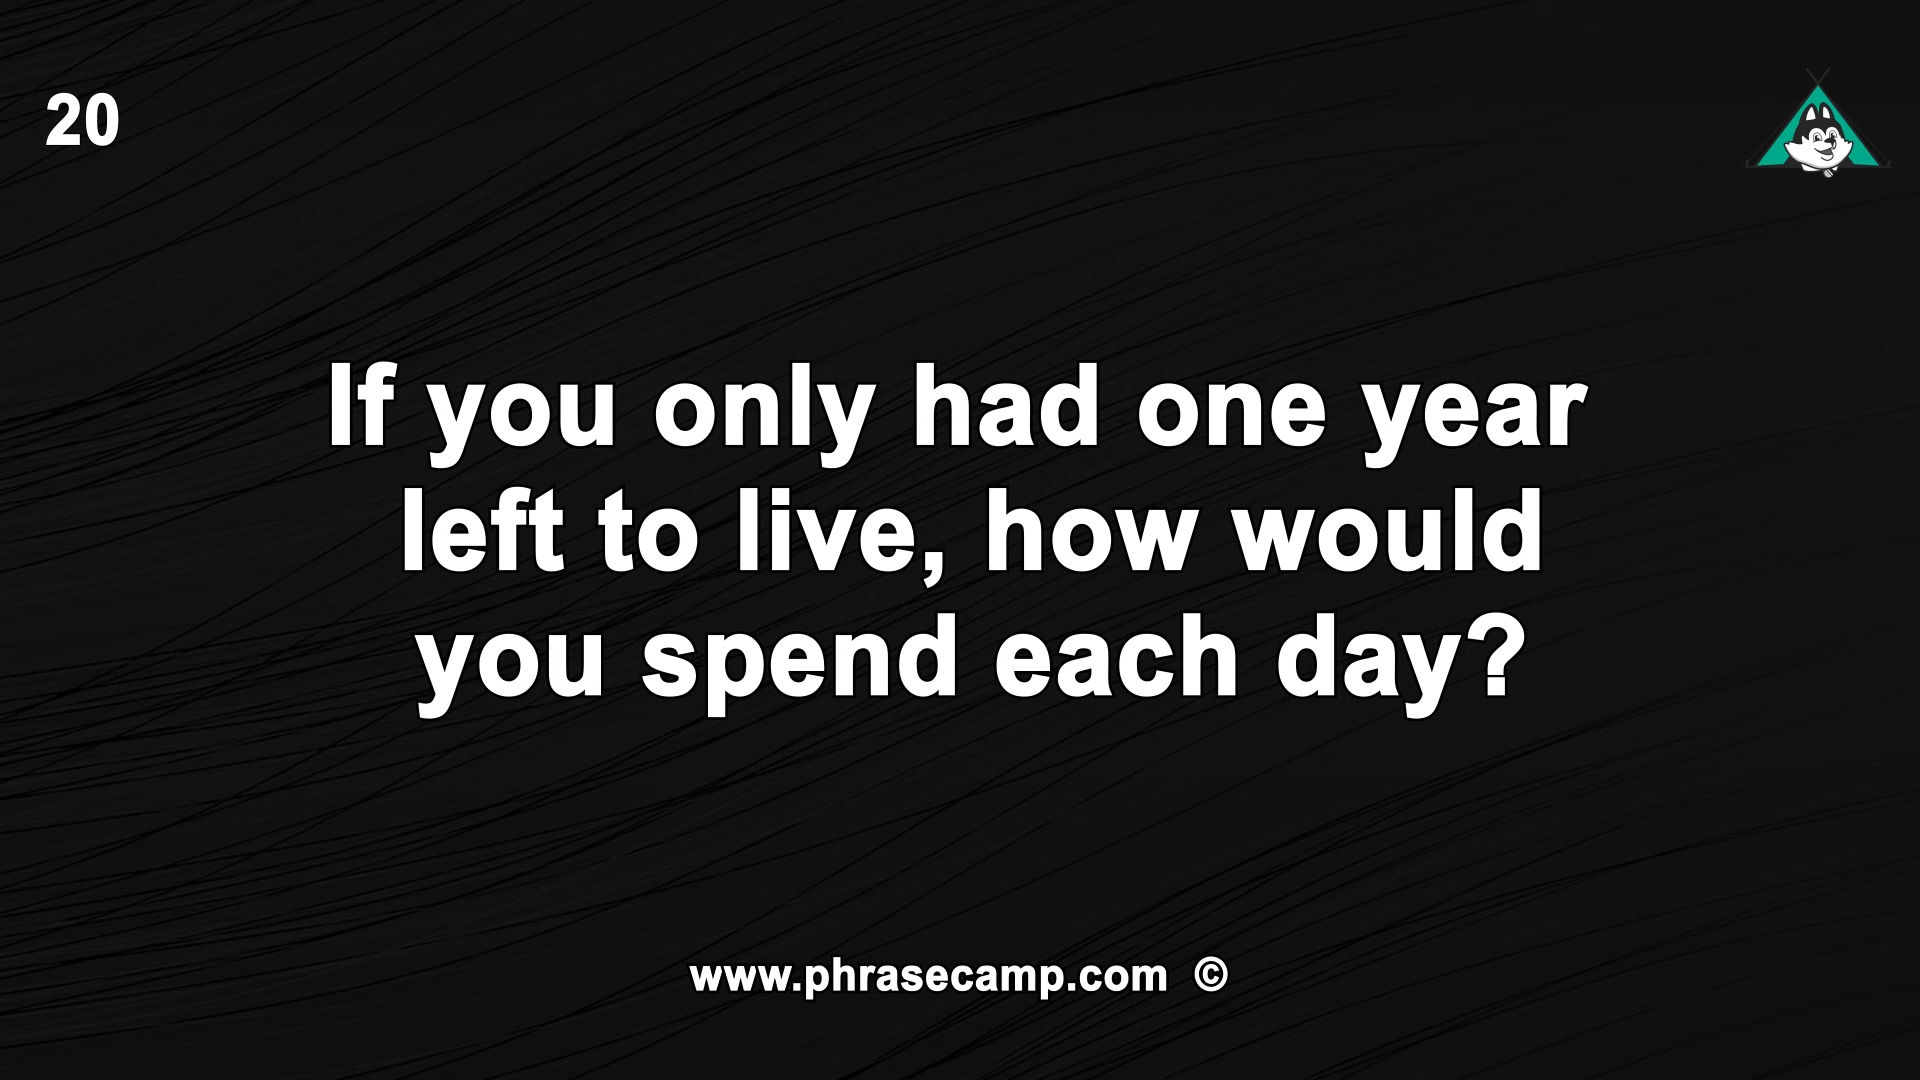 20
If you only had one year
left to live, how would
you spend each day?
www.phrasecamp.com ©